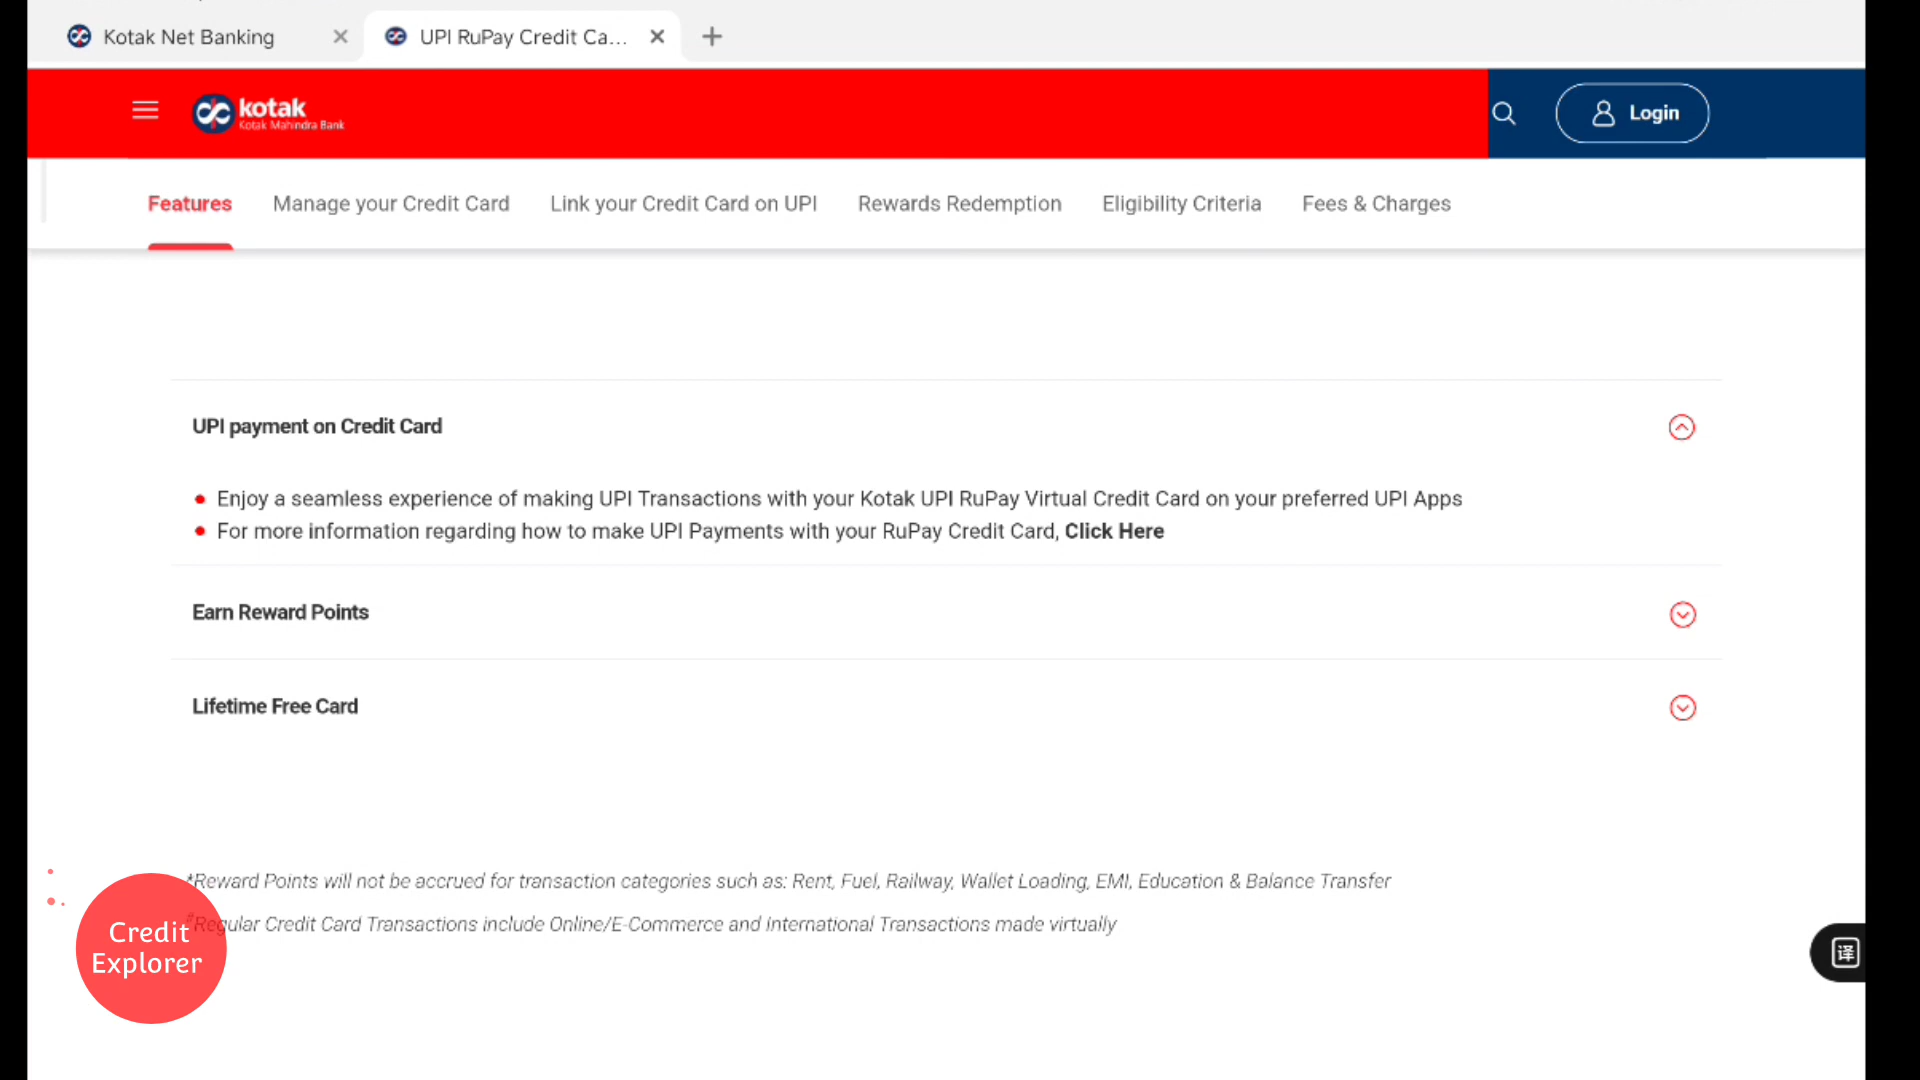 Kotak Net Banking
UPI RuPay Credit Ca...
kotak
Kotak Mahindra Bank
Login
Features
Manage your Credit Card
Link your Credit Card on UPI
Rewards Redemption
Eligibility Criteria
Fees & Charges
UPI payment on Credit Card
Enjoy a seamless experience of making UPI Transactions with your Kotak UPI RuPay Virtual Credit Card on your preferred UPI Apps
For more information regarding how to make UPI Payments with your RuPay Credit Card, Click Here
Earn Reward Points
Lifetime Free Card
*Reward Points will not be accrued for transaction categories such as: Rent, Fuel, Railway, Wallet Loading, EMI, Education & Balance Transfer
#Regular Credit Card Transactions include Online/E-Commerce and International Transactions made virtually
Credit
Explorer
译